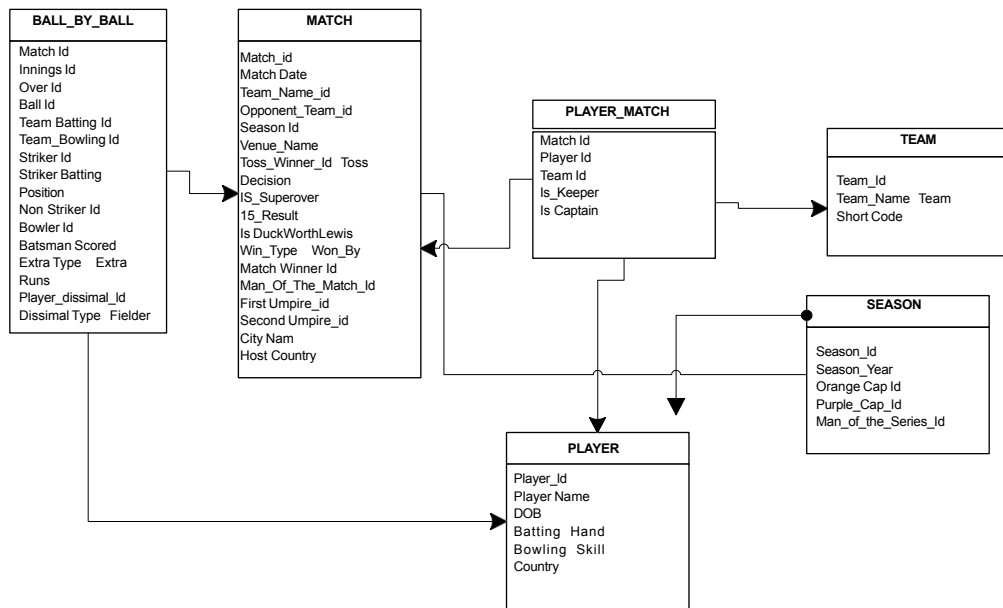 BALL_BY_BALL
Match Id
Innings Id
Over Id
Ball Id
Team Batting Id
Team_Bowling Id
Striker Id
Striker Batting
Position
Non Striker Id
Bowler Id
Batsman Scored
Extra Type Extra
Runs
Player_dissimal_Id
Dissimal Type Fielder
MATCH
Match_id
Match Date
Team_Name_id
Opponent_Team_id
Season Id
Venue_Name
Toss_Winner_Id Toss
Decision
IS_Superover
15_Result
Is DuckWorthLewis
Win_Type Won_By
Match Winner Id
Man_Of_The_Match_Id
First Umpire_id
Second Umpire_id
City Nam
Host Country
PLAYER_MATCH
Match Id
Player Id
Team Id
Is_Keeper
Is Captain
TEAM
Team_Id
Team_Name Team
Short Code
SEASON
Season_Id
Season_Year
Orange Cap Id
Purple_Cap_Id
Man_of_the_Series_Id
PLAYER
Player_Id
Player Name
DOB
Batting Hand
Bowling Skill
Country